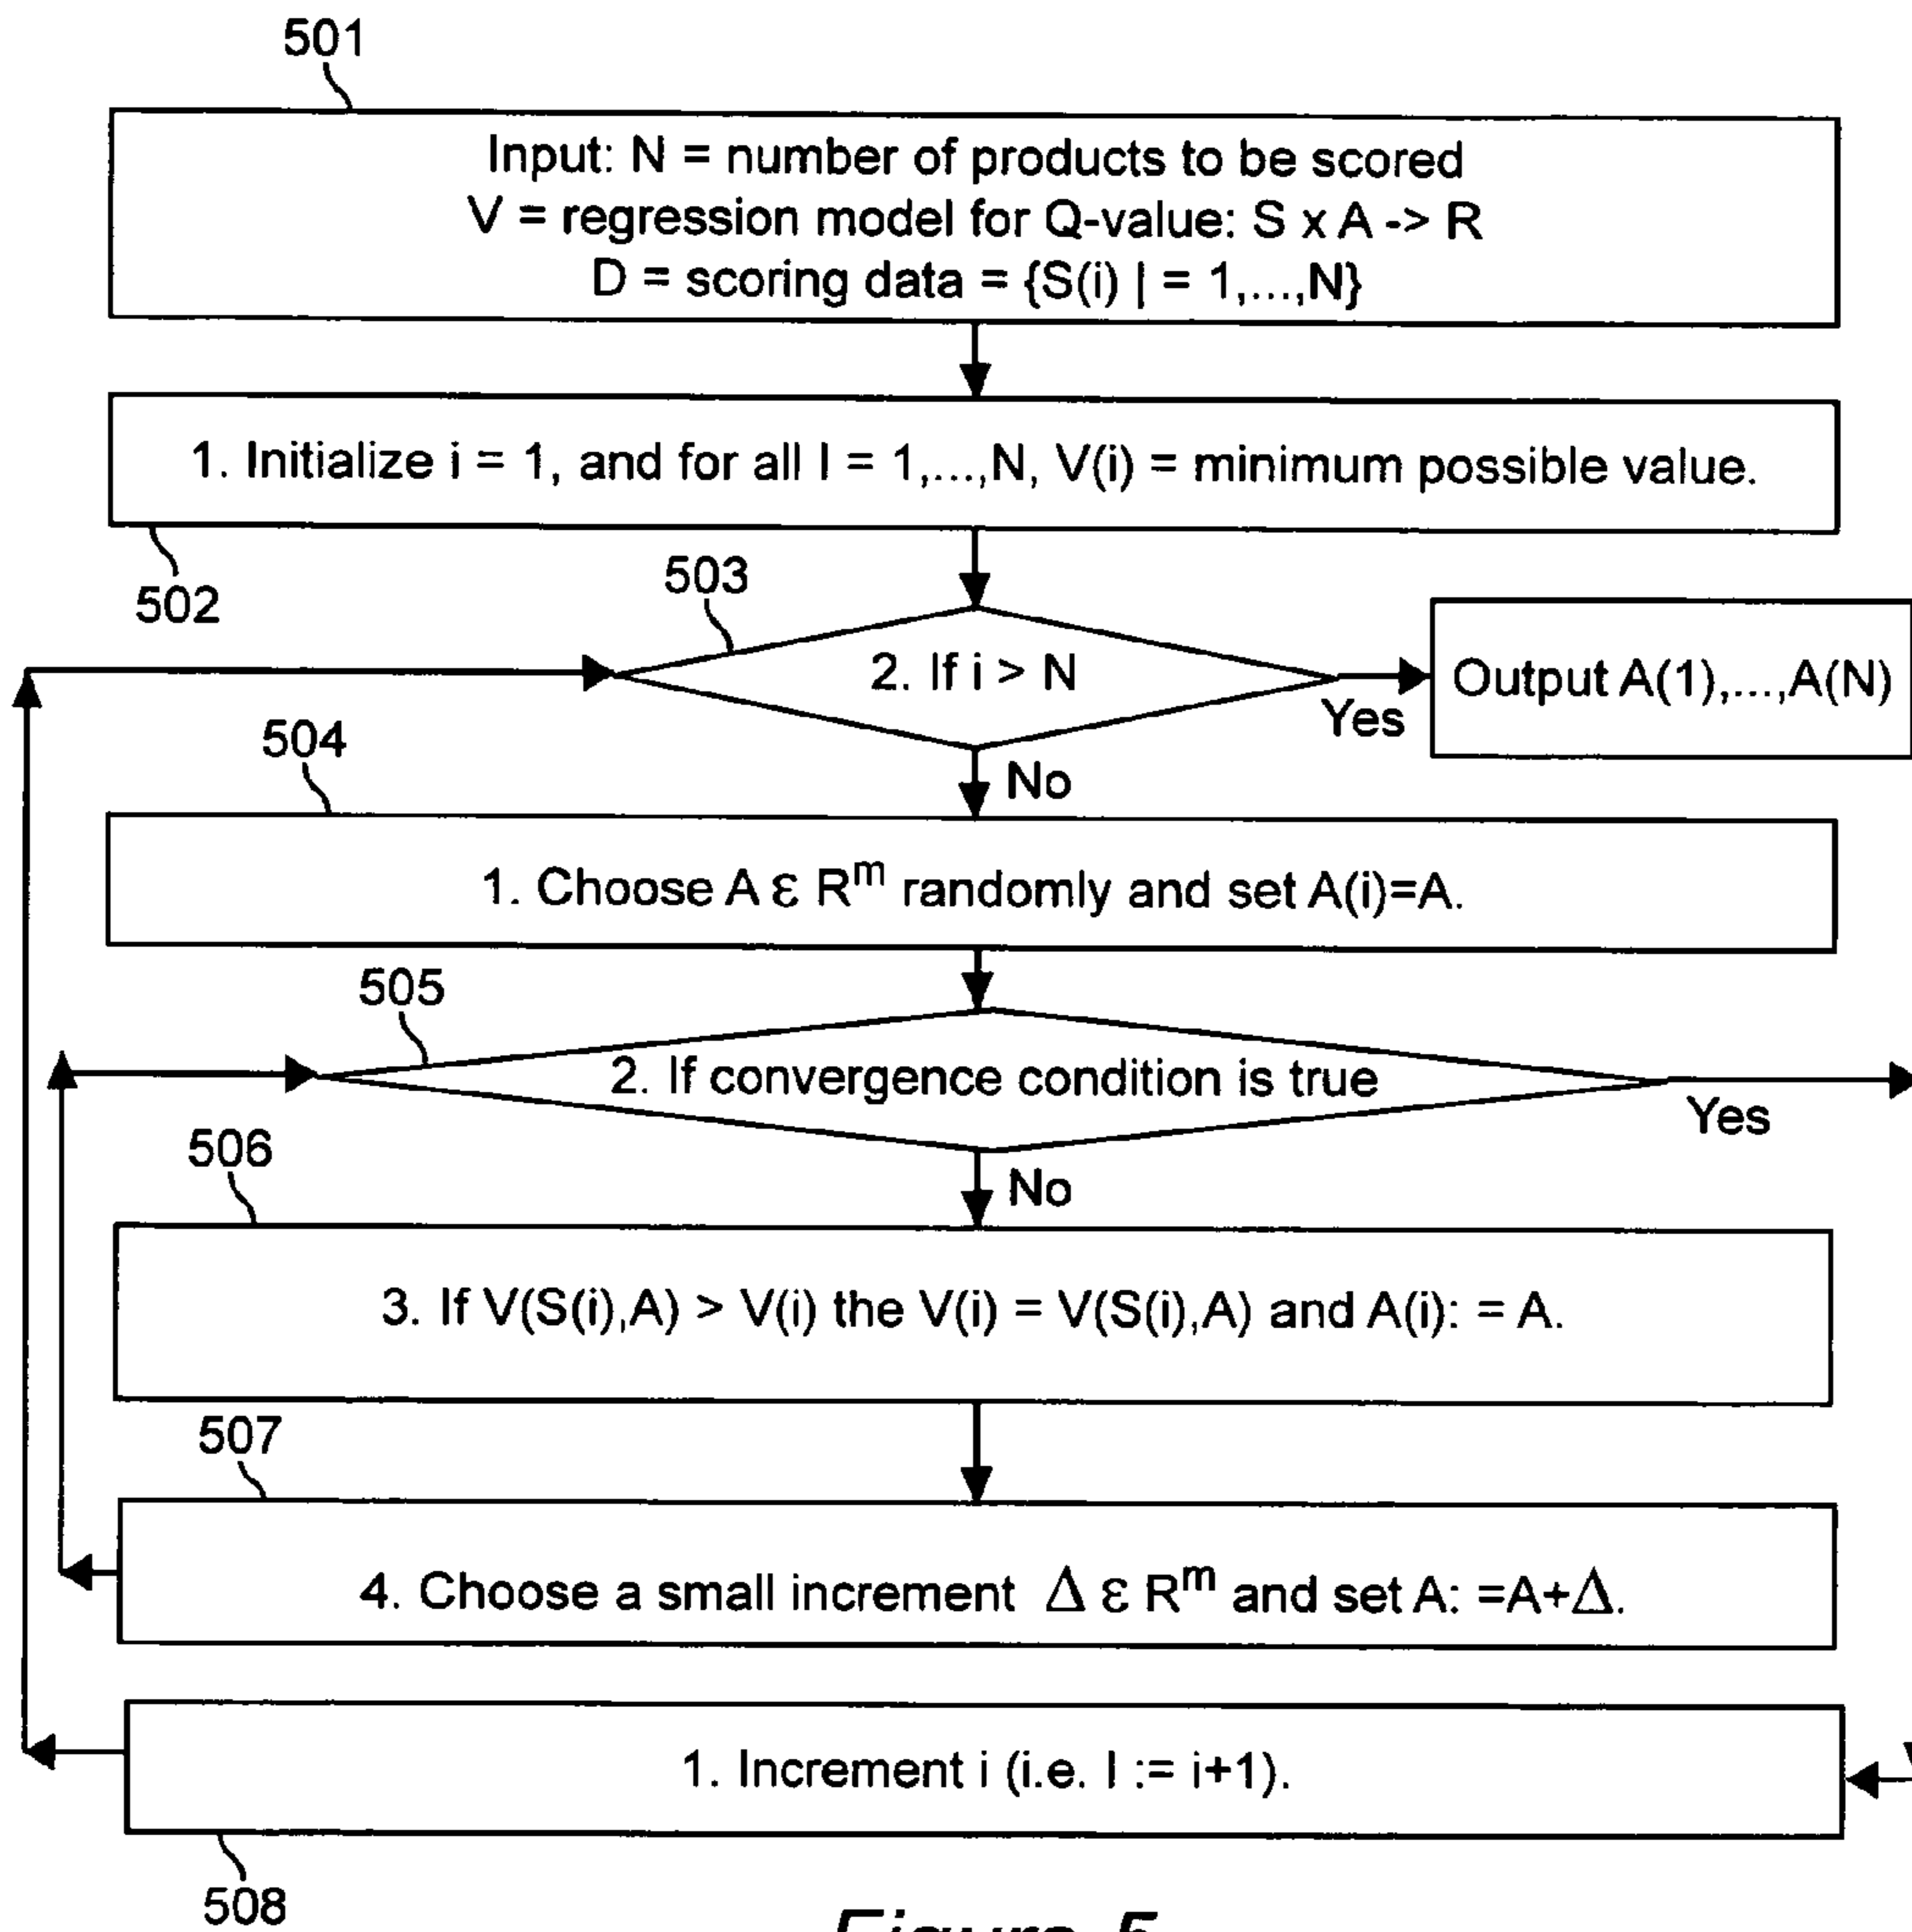 501
Input: N = number of products to be scored
V = regression model for Q-value: S x A -> R
D = scoring data = {S(i) | = 1,...,N}
1. Initialize i = 1, and for all I = 1,...,N, V(i) = minimum possible value.
502
503
2. If i > N
Yes
Output A(1),...,A(N)
No
504
1. Choose A ε R^m randomly and set A(i)=A.
505
2. If convergence condition is true
Yes
No
506
3. If V(S(i),A) > V(i) the V(i) = V(S(i),A) and A(i): = A.
507
4. Choose a small increment Δ ε R^m and set A: =A+Δ.
1. Increment i (i.e. I := i+1).
508
Figure 5